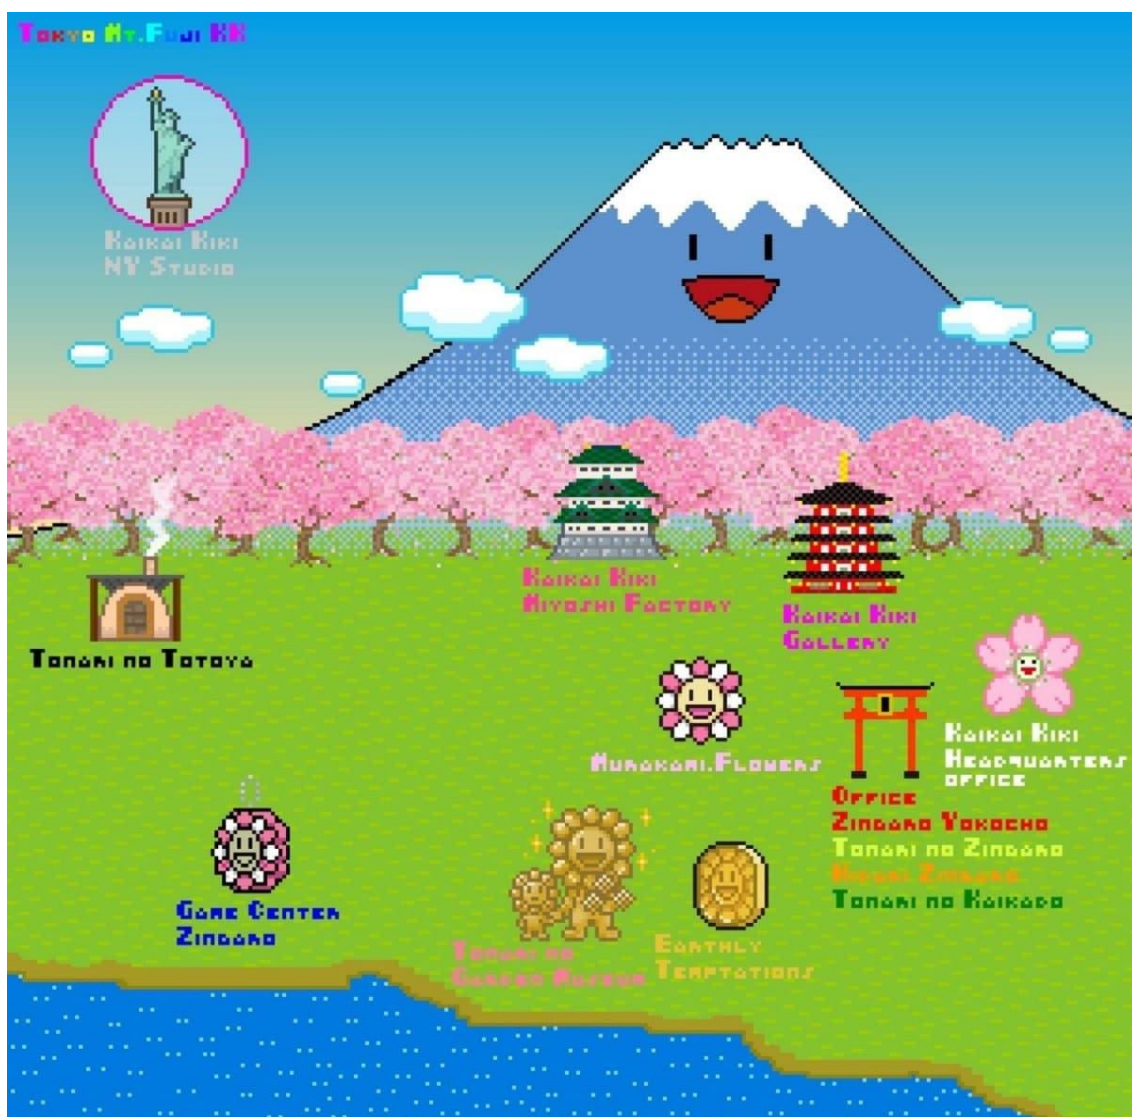 Tokyo Mt.Fuji KK
Kaikai Kiki
NY Studio
Kaikai Kiki
Miyoshi Factory
Kaikai Kiki
Gallery
Tonari no Totoya
Murakami.Flowers
Kaikai Kiki
Headquarters
office
Office
Zingaro Yokocho
Tonari no Zingaro
Hidari Zingaro
Tonari no Kaikado
Game Center
Zingaro
Tonari no
Garden Museum
Earthly
Temptations